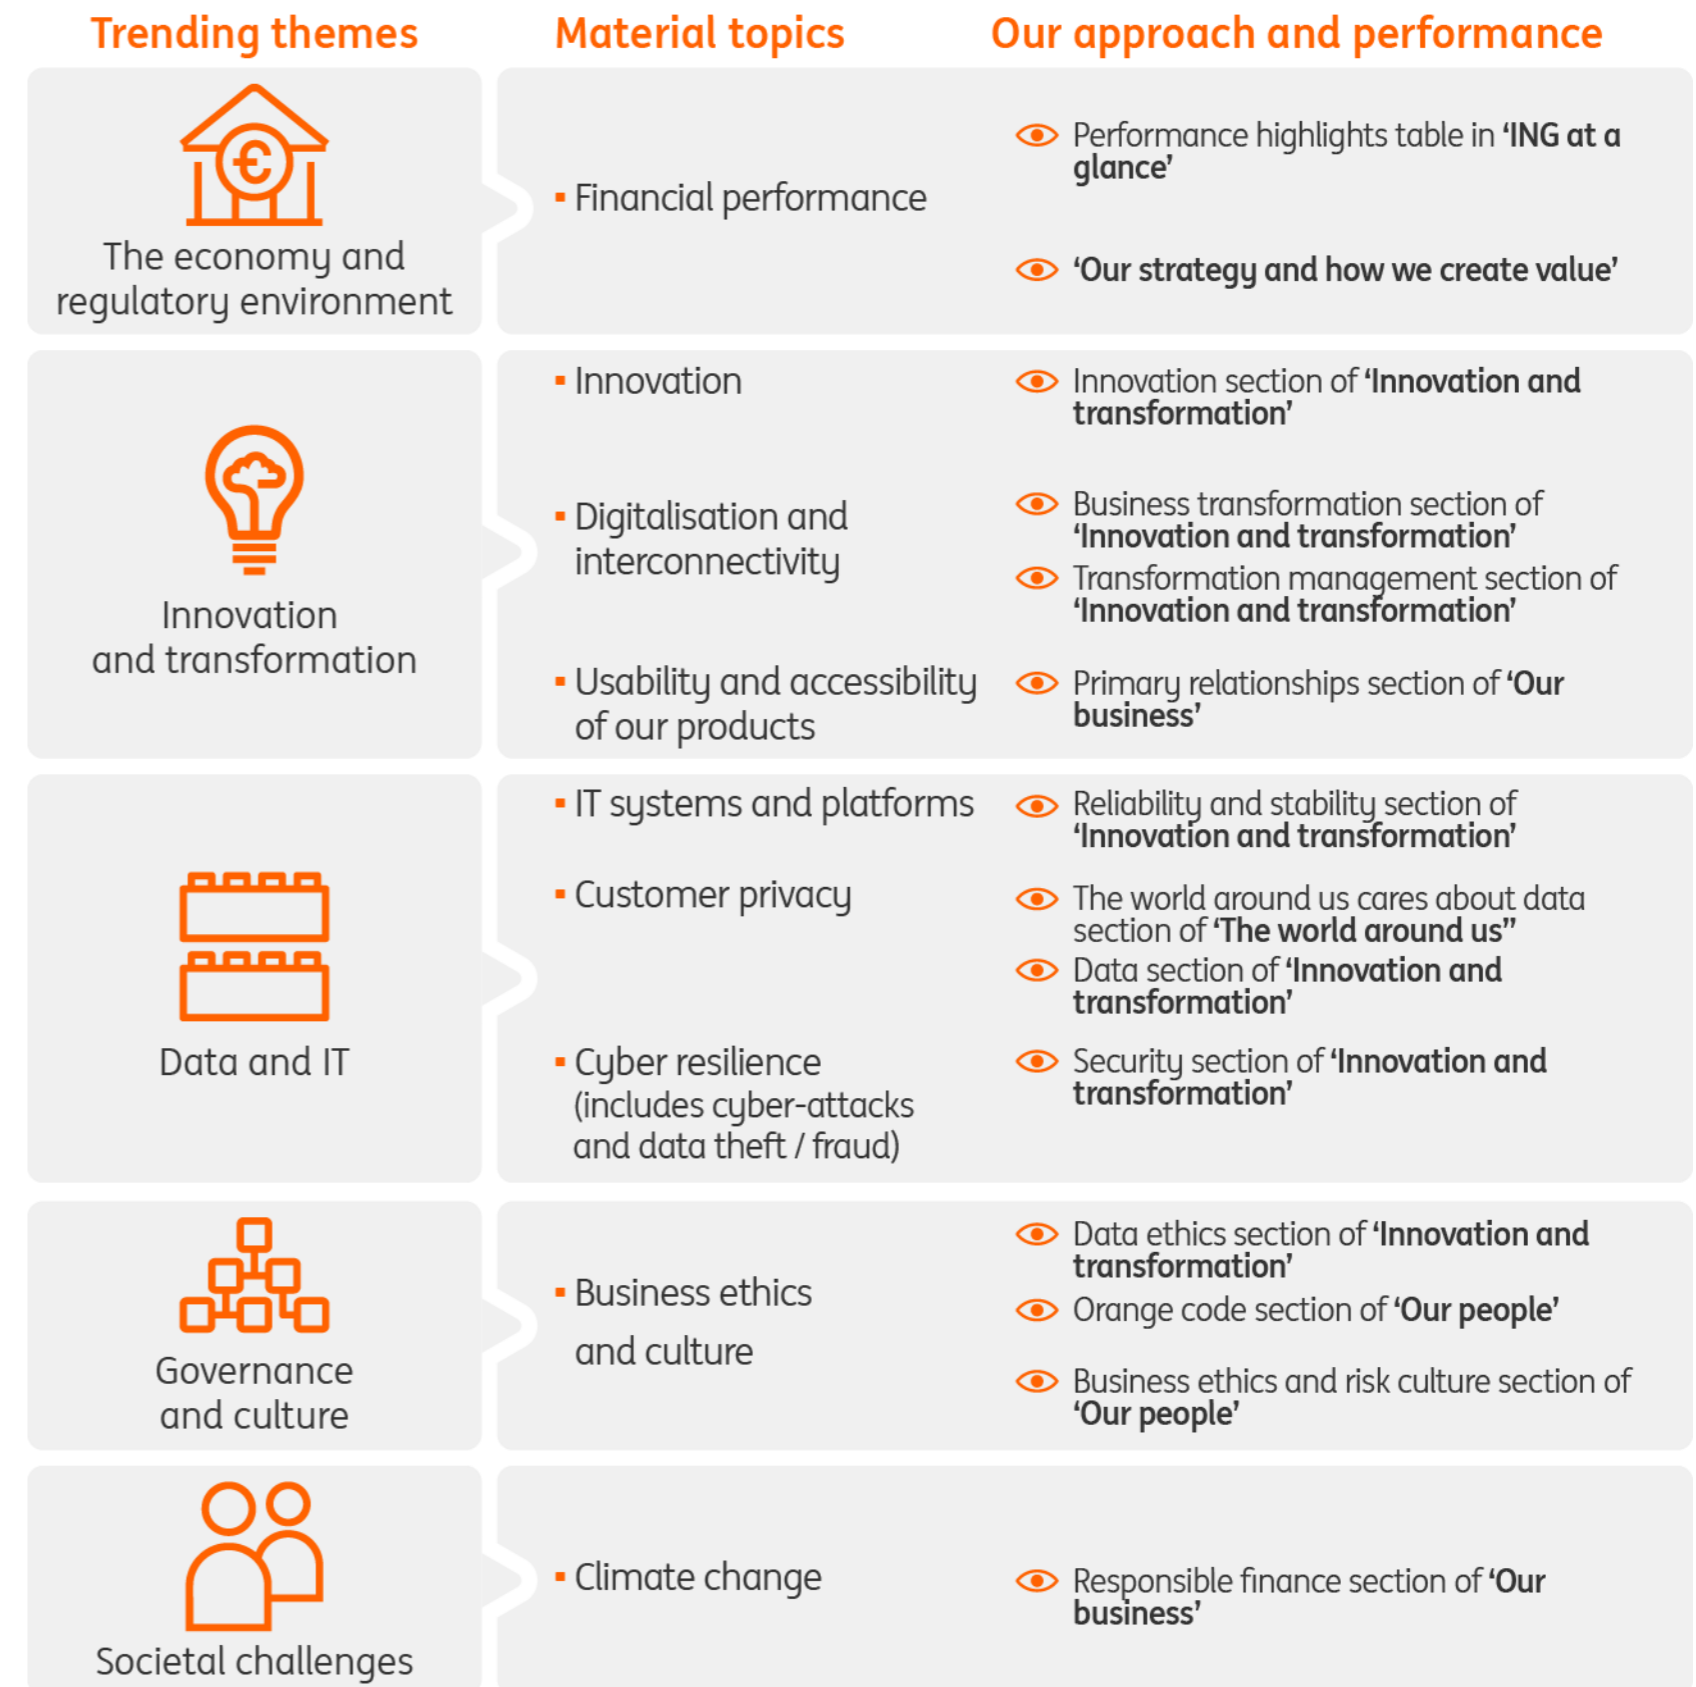 Trending themes
Material topics
Our approach and performance
€
The economy and
regulatory environment
▪ Financial performance
Performance highlights table in ‘ING at a
glance’
‘Our strategy and how we create value’
Innovation
and transformation
▪ Innovation
Innovation section of ‘Innovation and
transformation’
▪ Digitalisation and
interconnectivity
Business transformation section of
‘Innovation and transformation’
Transformation management section of
‘Innovation and transformation’
▪ Usability and accessibility
of our products
Primary relationships section of ‘Our
business’
Data and IT
▪ IT systems and platforms
Reliability and stability section of
‘Innovation and transformation’
▪ Customer privacy
The world around us cares about data
section of ‘The world around us’’
Data section of ‘Innovation and
transformation’
▪ Cyber resilience
(includes cyber-attacks
and data theft / fraud)
Security section of ‘Innovation and
transformation’
Governance
and culture
▪ Business ethics
and culture
Data ethics section of ‘Innovation and
transformation’
Orange code section of ‘Our people’
Business ethics and risk culture section of
‘Our people’
Societal challenges
▪ Climate change
Responsible finance section of ‘Our
business’